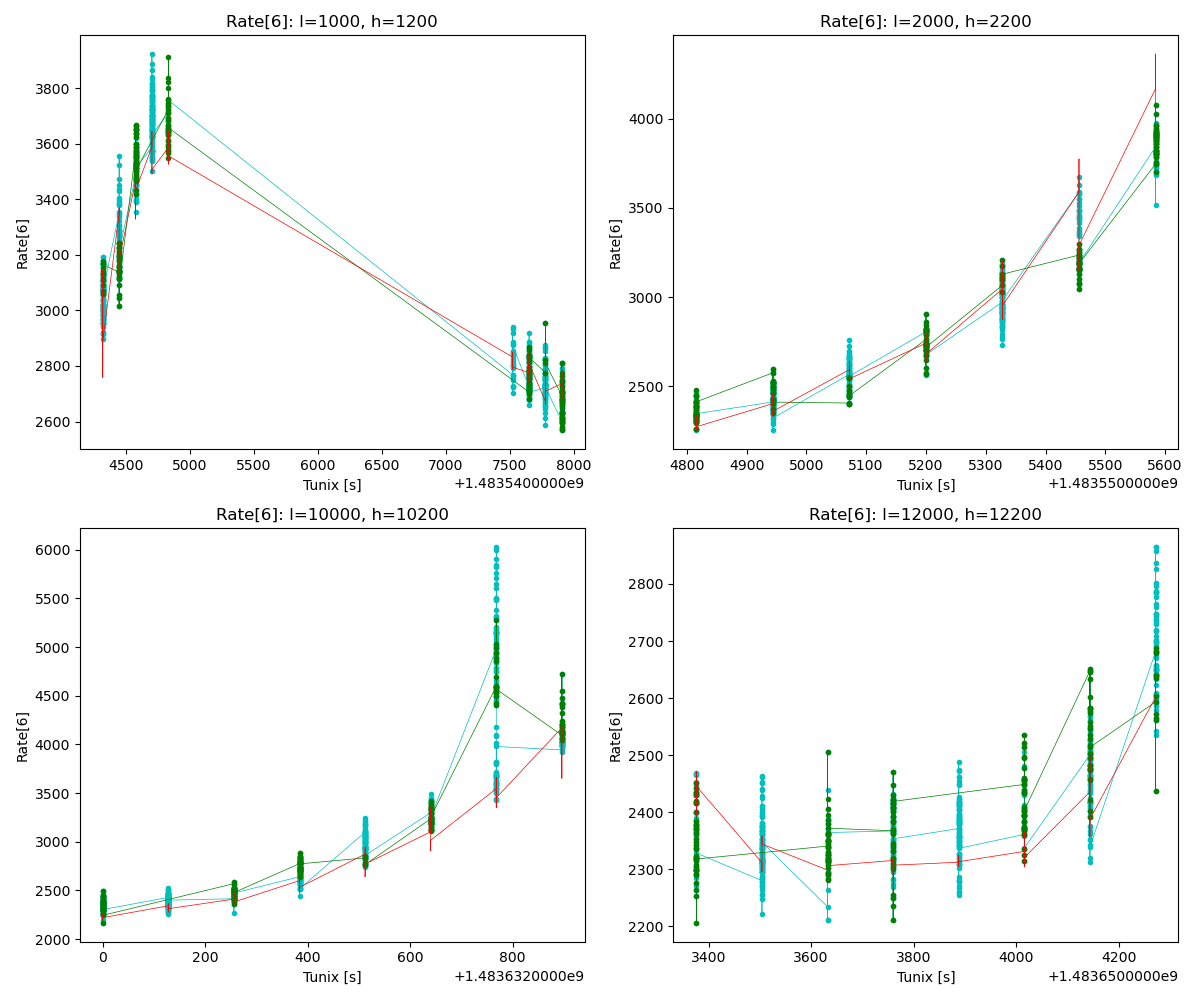 Rate[6]: l=1000, h=1200
Rate[6]
3800
3600
3400
3200
3000
2800
2600
4500 5000 5500 6000 6500 7000 7500 8000
Tunix [s]
+1.4835400000e9
Rate[6]: l=2000, h=2200
Rate[6]
4000
3500
3000
2500
4800 4900 5000 5100 5200 5300 5400 5500 5600
Tunix [s]
+1.4835500000e9
Rate[6]: l=10000, h=10200
Rate[6]
6000
5500
5000
4500
4000
3500
3000
2500
2000
0 200 400 600 800
Tunix [s]
+1.4836320000e9
Rate[6]: l=12000, h=12200
Rate[6]
2800
2700
2600
2500
2400
2300
2200
3400 3600 3800 4000 4200
Tunix [s]
+1.4836500000e9